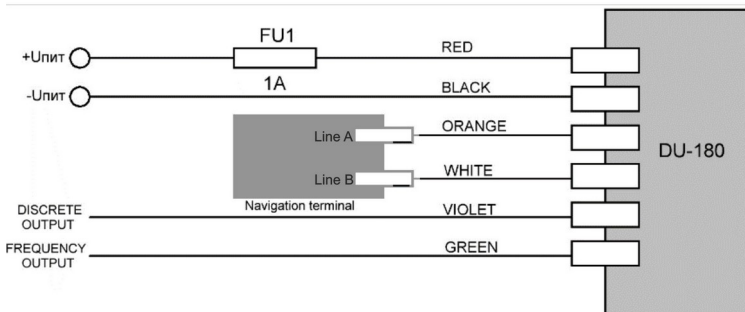 FU1
+Uпит
RED
1A
-Uпит
BLACK
Line A
ORANGE
DU-180
Line B
WHITE
Navigation terminal
DISCRETE
OUTPUT
VIOLET
FREQUENCY
OUTPUT
GREEN